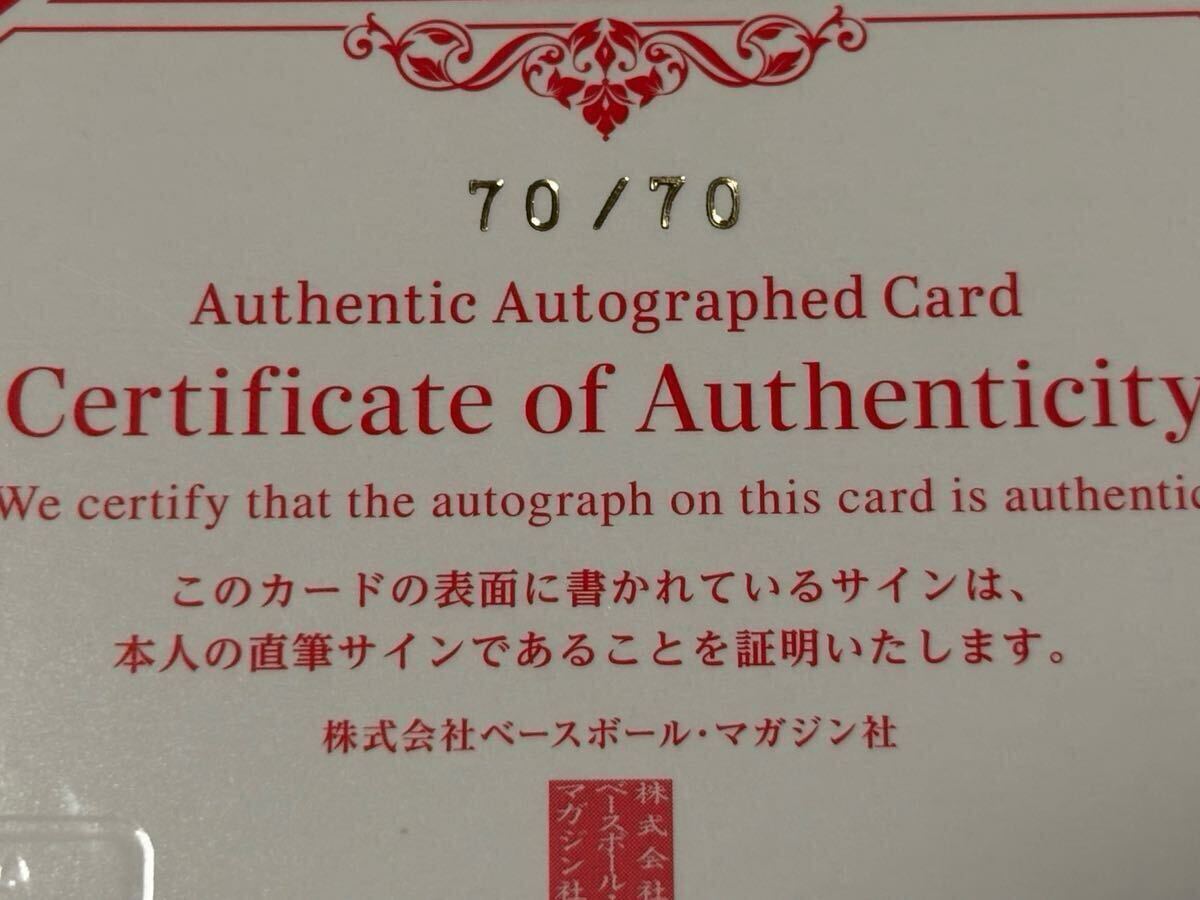 70/70
Authentic Autographed Card
Certificate of Authenticity
We certify that the autograph on this card is authentic
このカードの表面に書かれているサインは、
本人の直筆サインであることを証明いたします。
株式会社ベースボール・マガジン社
株式会社
ベースボール・
マガジン社